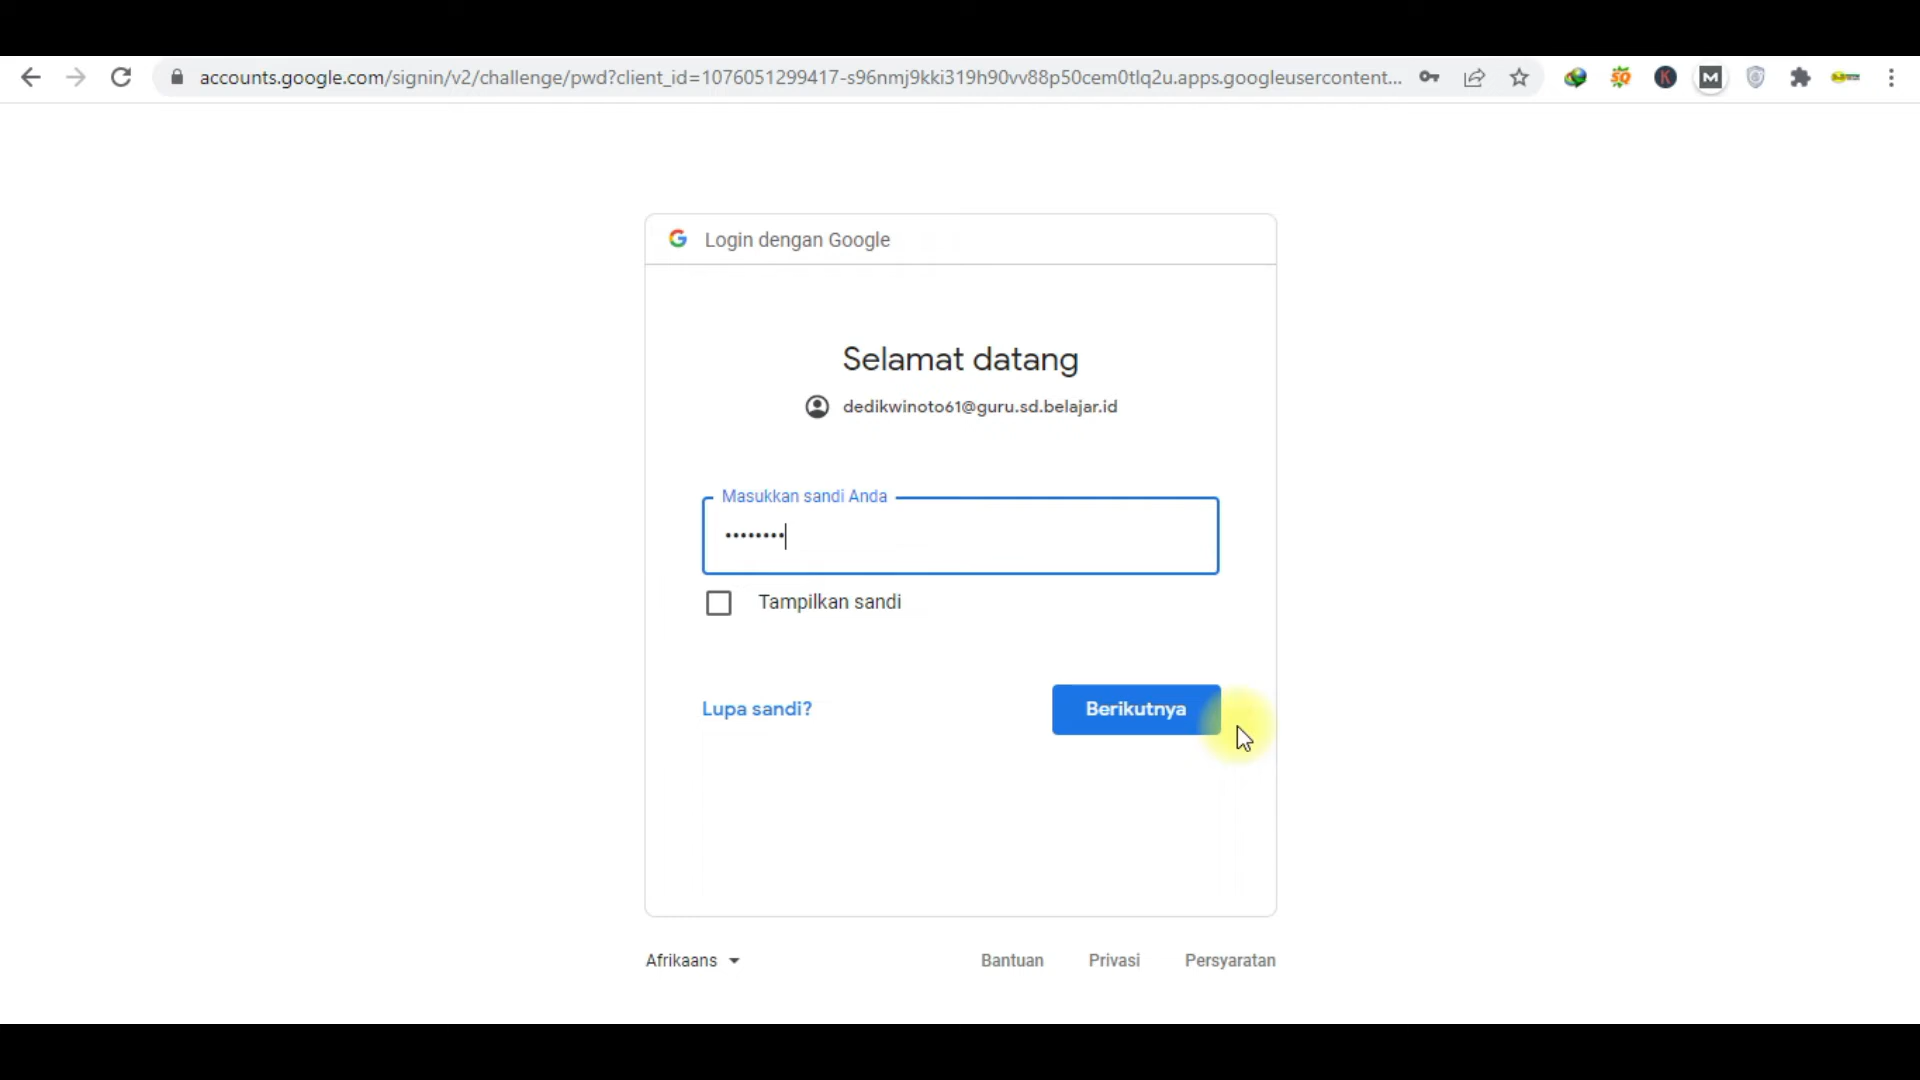 accounts.google.com/signin/v2/challenge/pwd?client_id=1076051299417-s96nmj9kki319h90vv88p50cem0tlq2u.apps.googleusercontent...
Login dengan Google
Selamat datang
dedikwinoto61@guru.sd.belajar.id
Masukkan sandi Anda
••••••••
Tampilkan sandi
Lupa sandi? Berikutnya
Afrikaans Bantuan Privasi Persyaratan